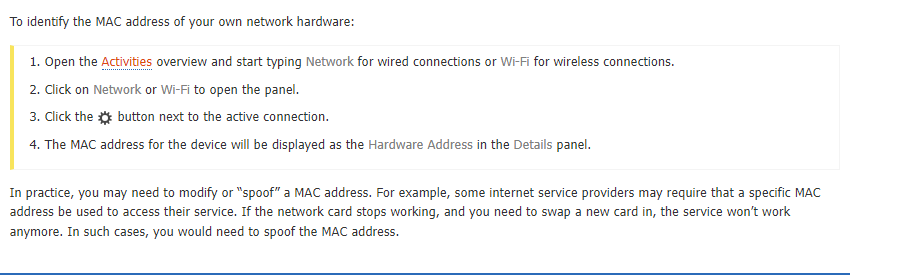 To identify the MAC address of your own network hardware:
1. Open the Activities overview and start typing Network for wired connections or Wi-Fi for wireless connections.
2. Click on Network or Wi-Fi to open the panel.
3. Click the button next to the active connection.
4. The MAC address for the device will be displayed as the Hardware Address in the Details panel.
In practice, you may need to modify or “spoof” a MAC address. For example, some internet service providers may require that a specific MAC
address be used to access their service. If the network card stops working, and you need to swap a new card in, the service won’t work
anymore. In such cases, you would need to spoof the MAC address.